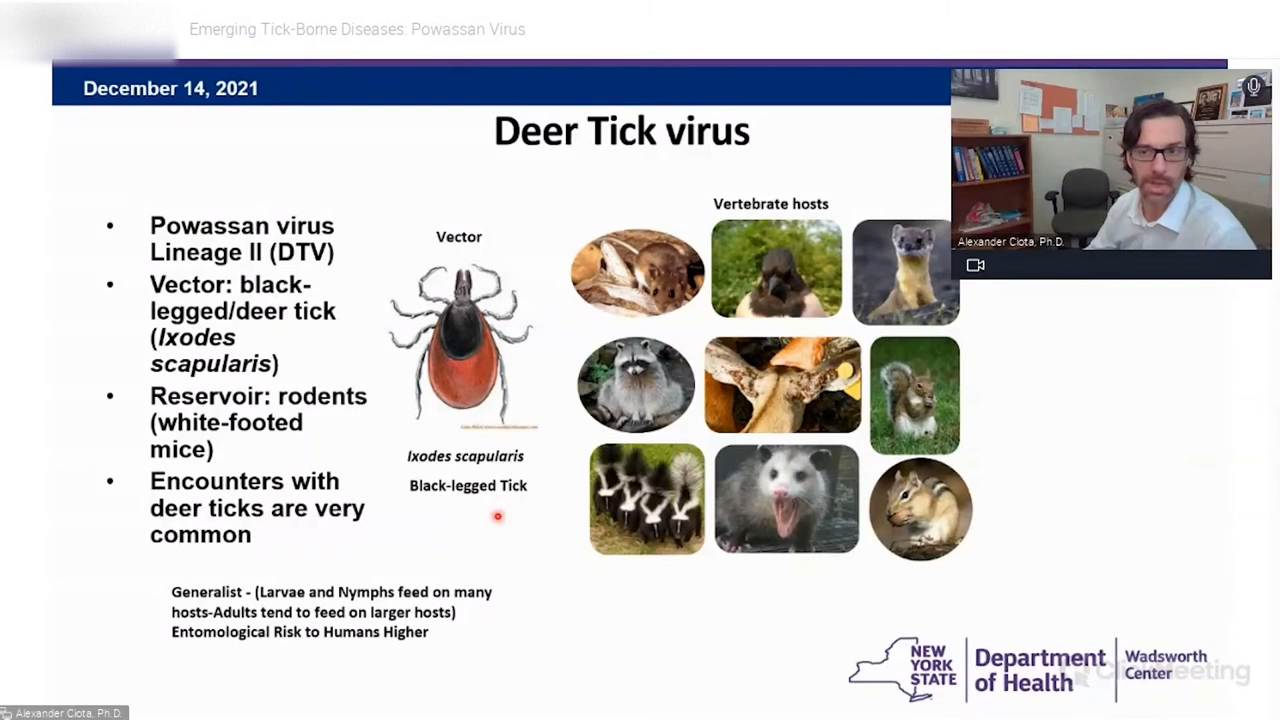 Emerging Tick-Borne Diseases: Powassan Virus
December 14, 2021
Deer Tick virus
Alexander Ciota, Ph.D.
• Powassan virus
Lineage II (DTV)
• Vector: black-
legged/deer tick
(Ixodes
scapularis)
• Reservoir: rodents
(white-footed
mice)
• Encounters with
deer ticks are very
common
Vector
Ixodes scapularis
Black-legged Tick
Vertebrate hosts
Generalist - (Larvae and Nymphs feed on many
hosts-Adults tend to feed on larger hosts)
Entomological Risk to Humans Higher
NEW
YORK
STATE
Department
of Health
Wadsworth
Center
ClickMeeting
Alexander Ciota, Ph.D.